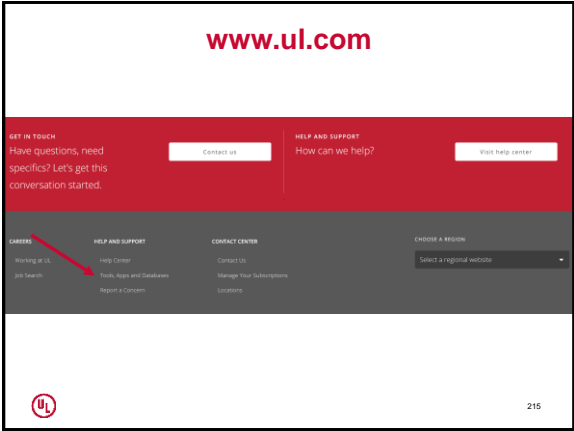 www.ul.com
GET IN TOUCH
Have questions, need
specifics? Let's get this
conversation started.
Contact us
HELP AND SUPPORT
How can we help?
Visit help center
CAREERS
Working at UL
Job Search
HELP AND SUPPORT
Help Center
Tools, Apps and Databases
Report a Concern
CONTACT CENTER
Contact Us
Manage Your Subscriptions
Locations
CHOOSE A REGION
Select a regional website
UL
215